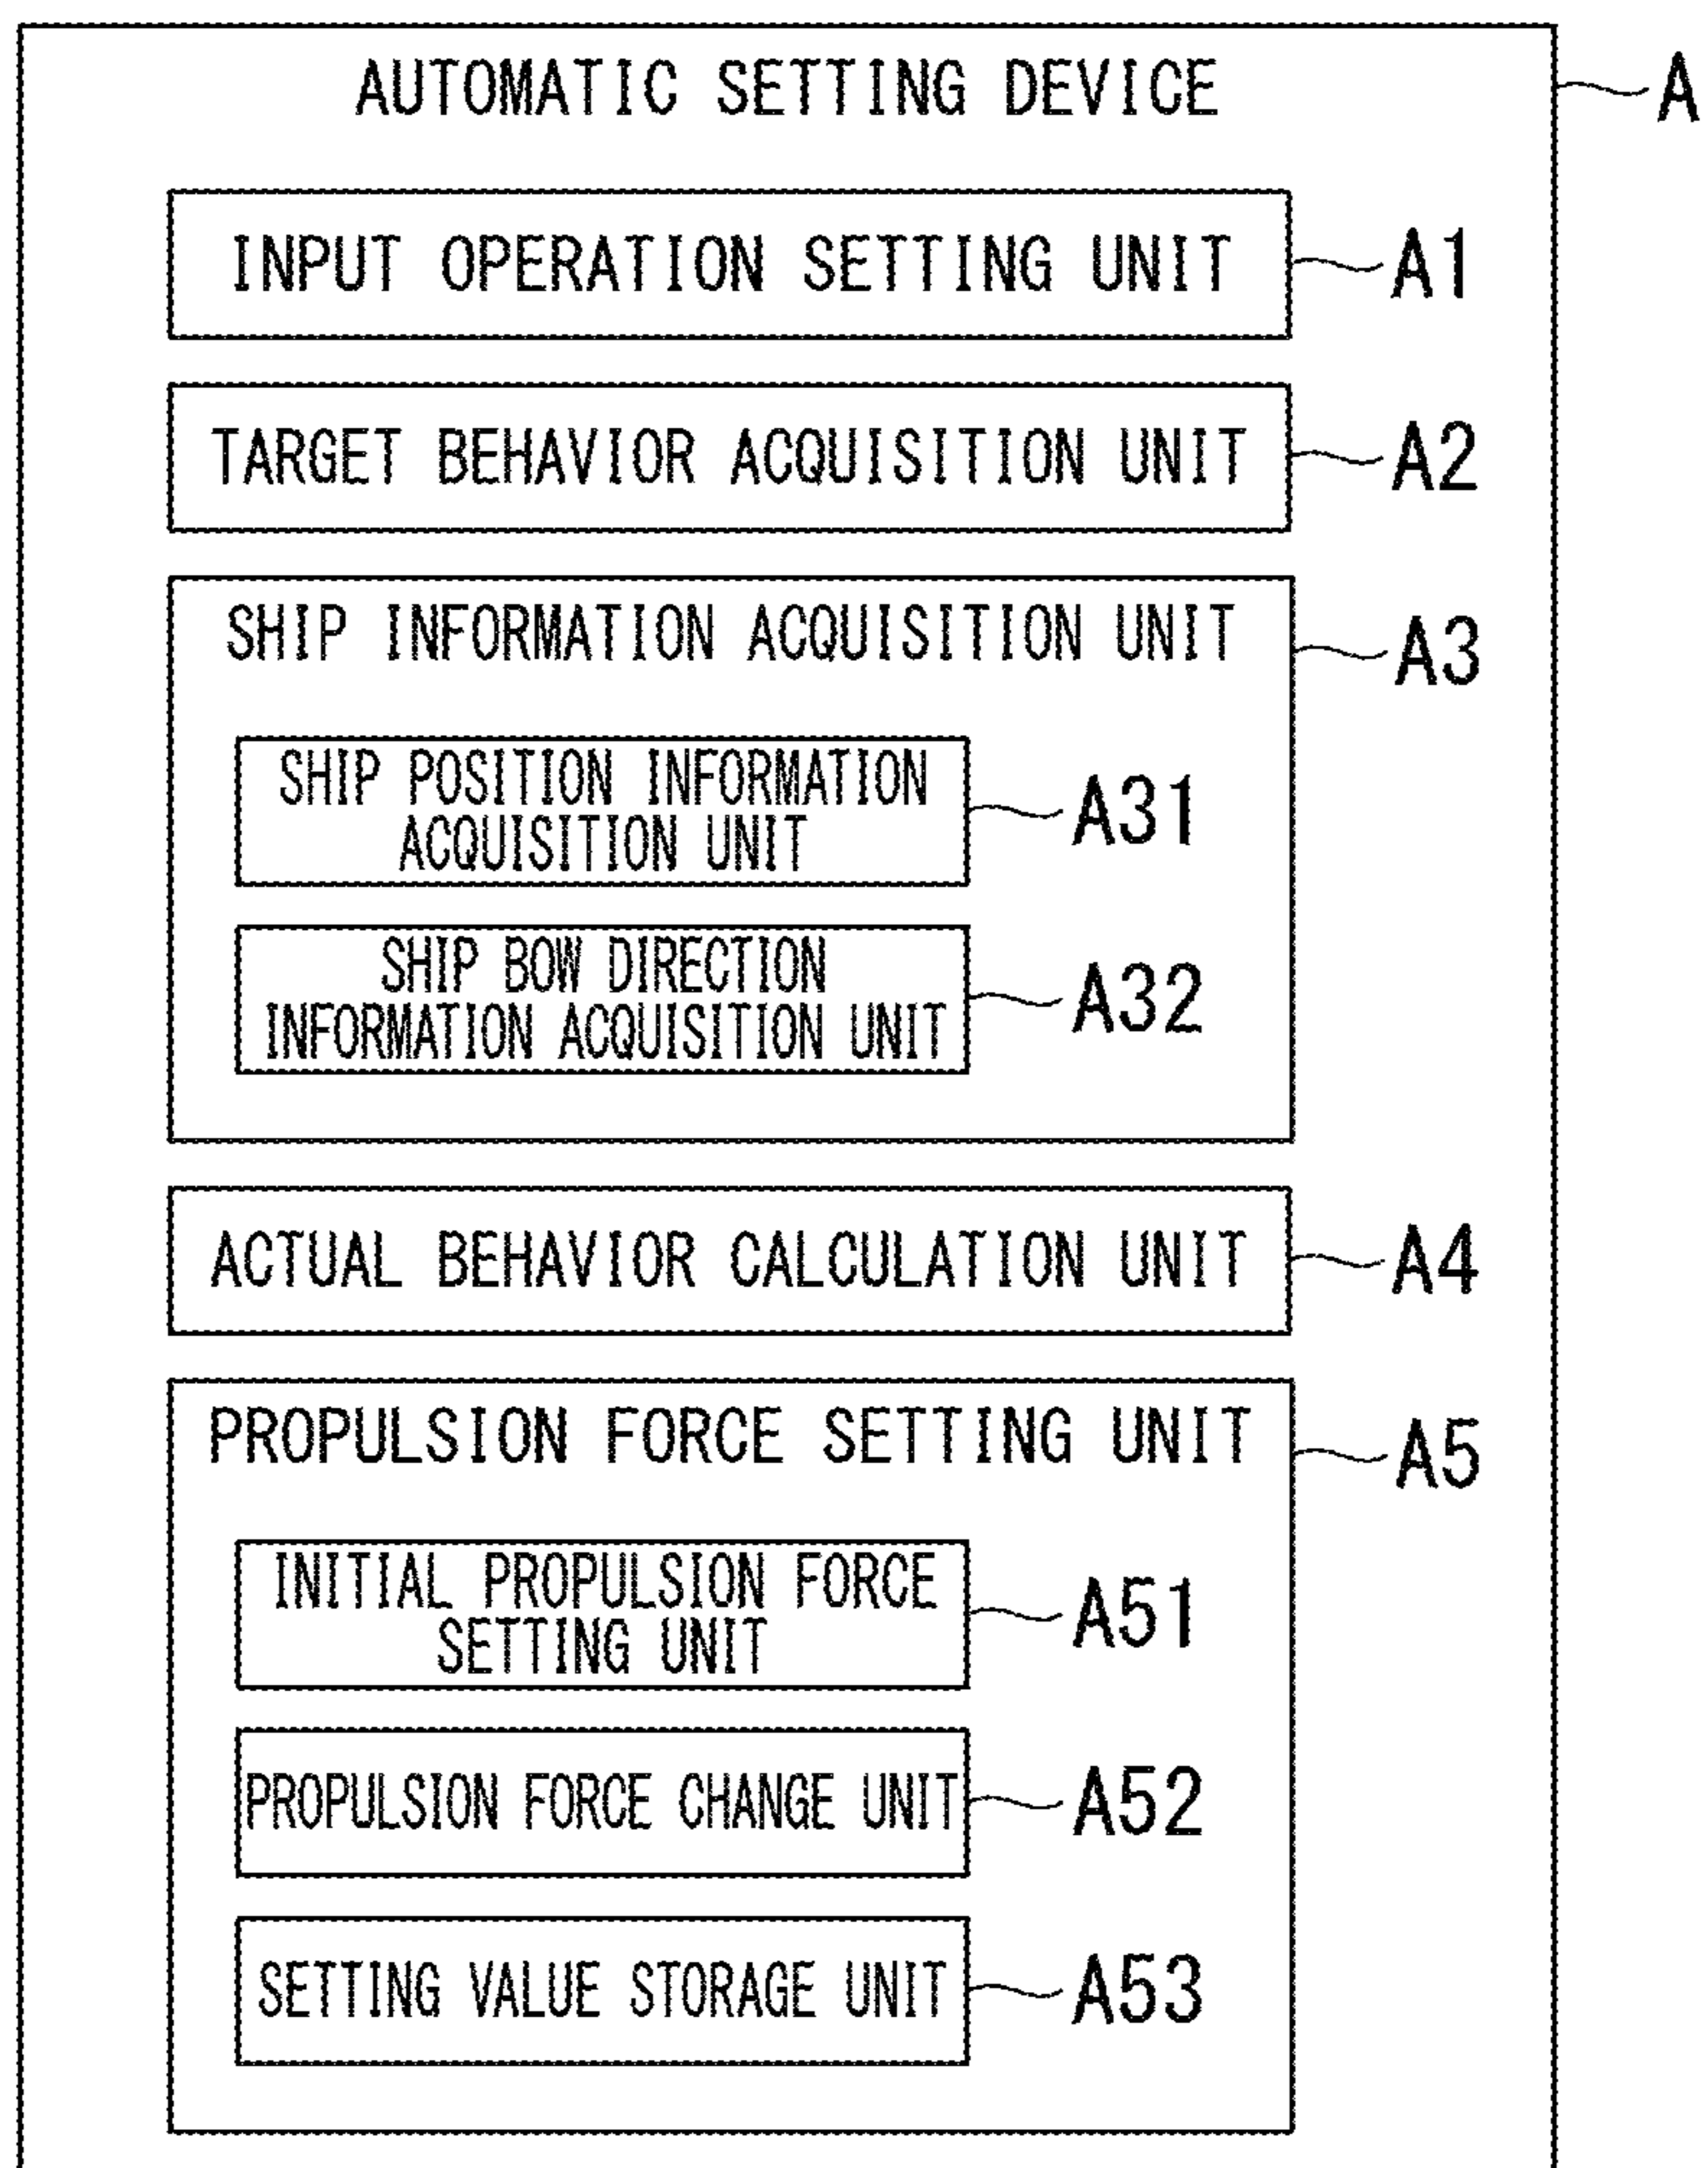 AUTOMATIC SETTING DEVICE
A
INPUT OPERATION SETTING UNIT
A1
TARGET BEHAVIOR ACQUISITION UNIT
A2
SHIP INFORMATION ACQUISITION UNIT
A3
SHIP POSITION INFORMATION
ACQUISITION UNIT
A31
SHIP BOW DIRECTION
INFORMATION ACQUISITION UNIT
A32
ACTUAL BEHAVIOR CALCULATION UNIT
A4
PROPULSION FORCE SETTING UNIT
A5
INITIAL PROPULSION FORCE
SETTING UNIT
A51
PROPULSION FORCE CHANGE UNIT
A52
SETTING VALUE STORAGE UNIT
A53